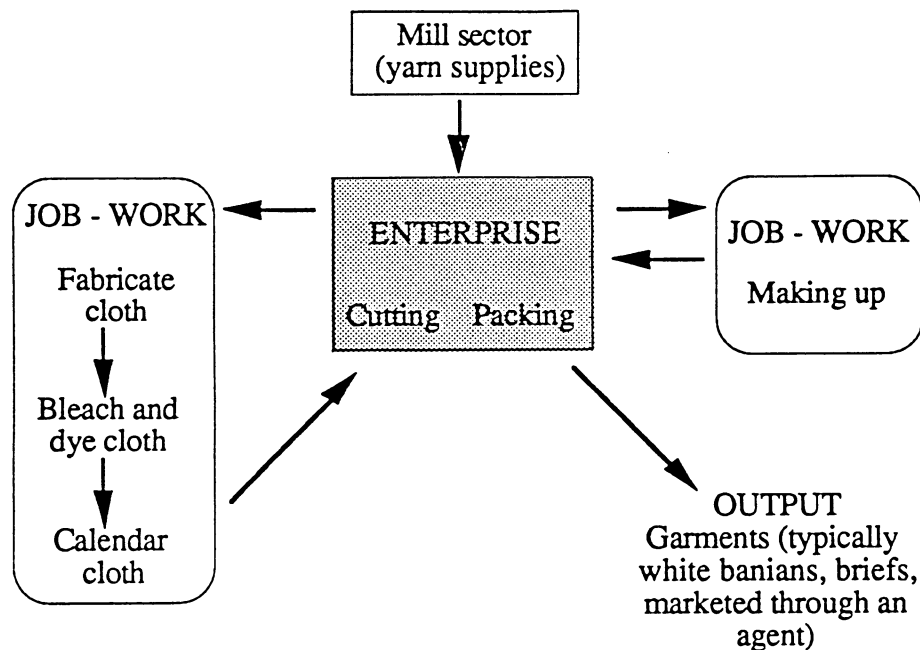 Mill sector
(yarn supplies)
JOB - WORK
Fabricate
cloth
Bleach and
dye cloth
Calendar
cloth
ENTERPRISE
Cutting Packing
JOB - WORK
Making up
OUTPUT
Garments (typically
white banians, briefs,
marketed through an
agent)